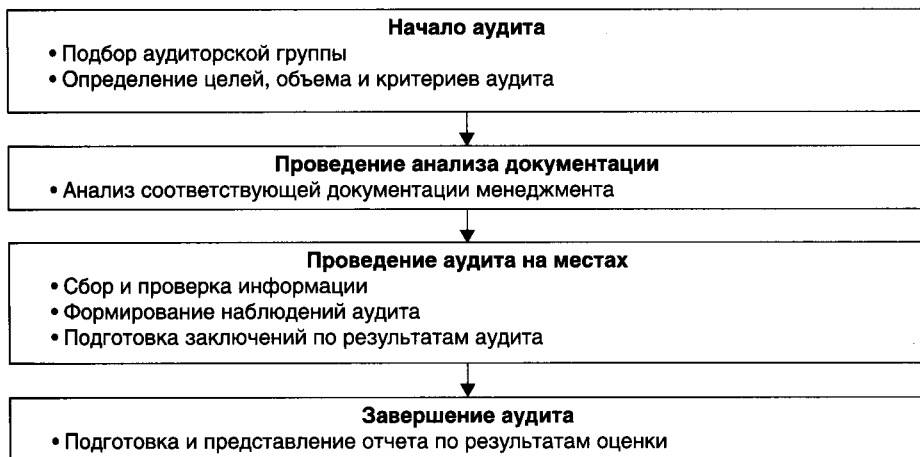 Начало аудита
• Подбор аудиторской группы
• Определение целей, объема и критериев аудита
Проведение анализа документации
• Анализ соответствующей документации менеджмента
Проведение аудита на местах
• Сбор и проверка информации
• Формирование наблюдений аудита
• Подготовка заключений по результатам аудита
Завершение аудита
• Подготовка и представление отчета по результатам оценки